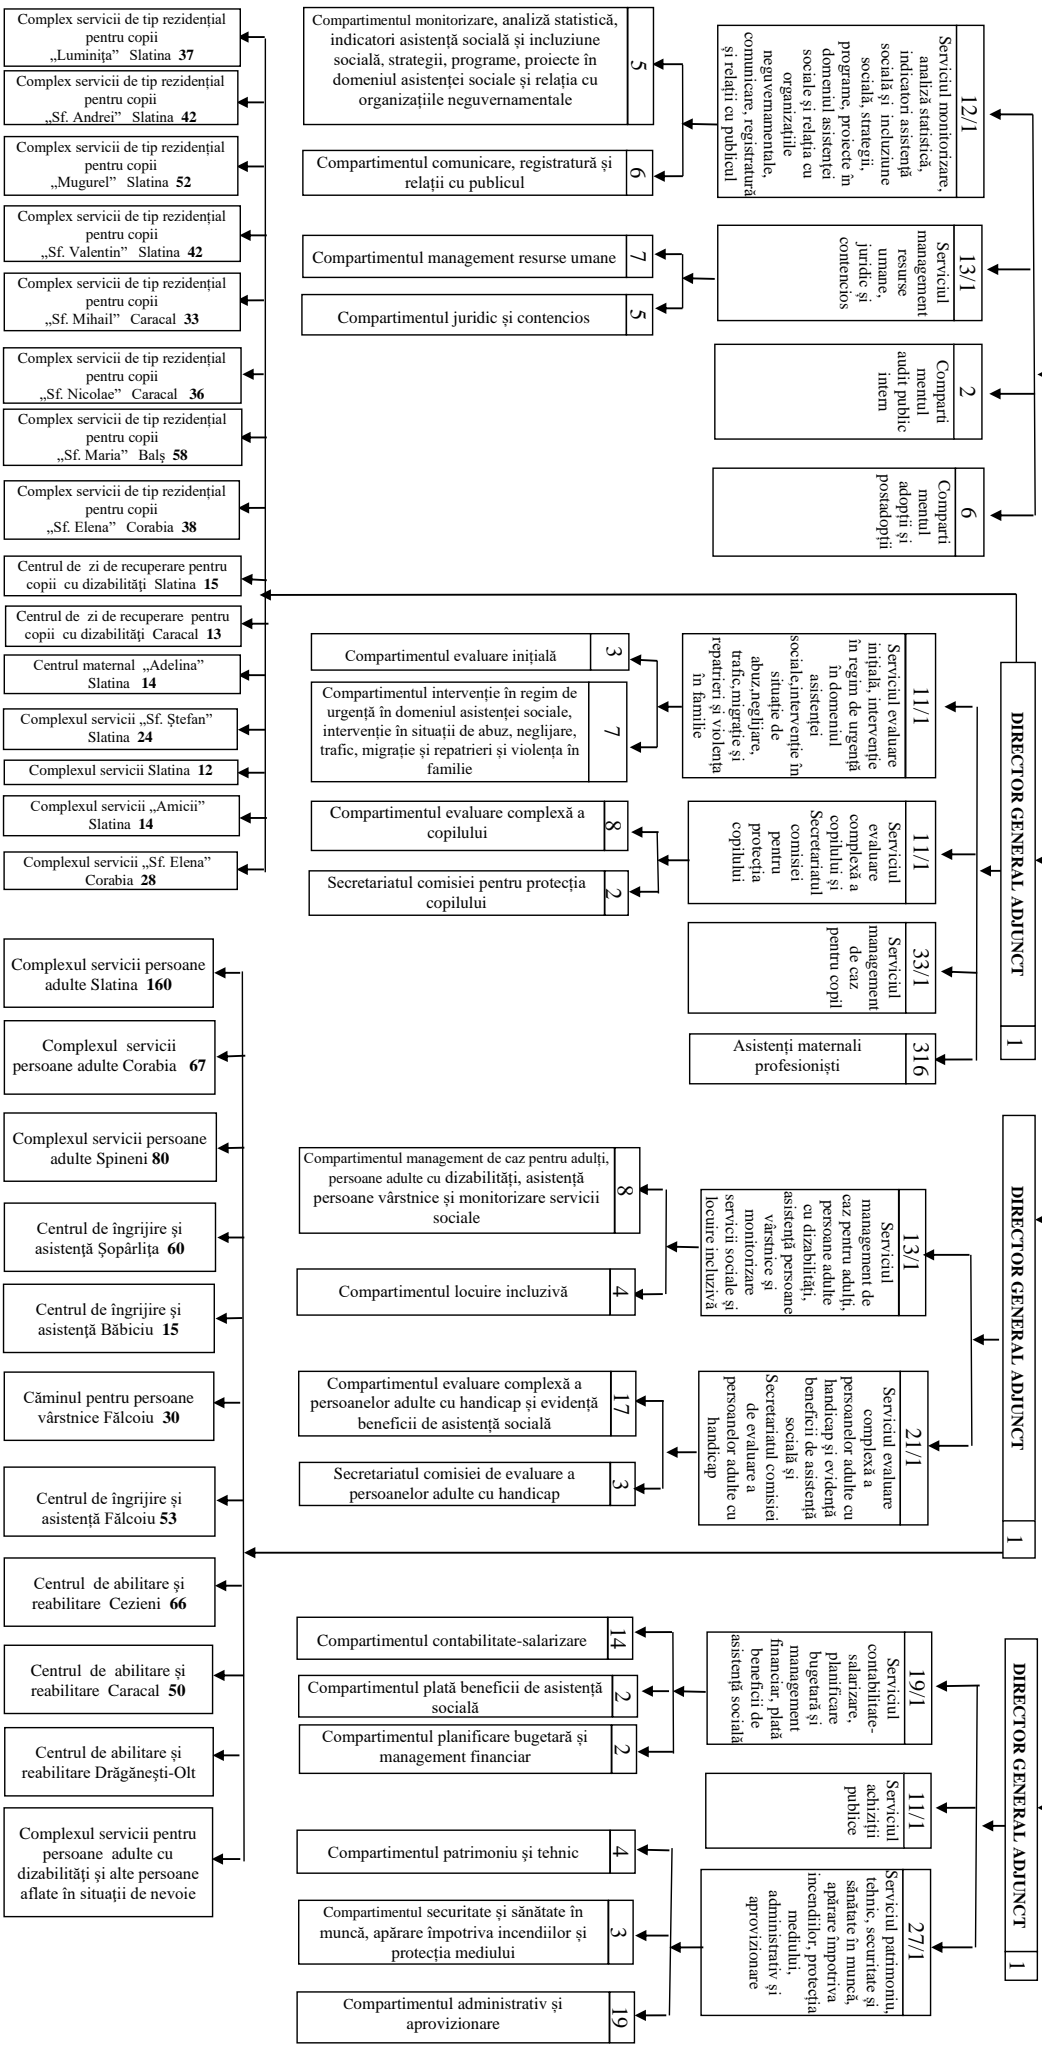 Complex servicii de tip rezidențial
pentru copii
„Luminița” Slatina 37
Complex servicii de tip rezidențial
pentru copii
„Sf. Andrei” Slatina 42
Complex servicii de tip rezidențial
pentru copii
„Mugurel” Slatina 52
Complex servicii de tip rezidențial
pentru copii
„Sf. Valentin” Slatina 42
Complex servicii de tip rezidențial
pentru copii
„Sf. Mihail” Caracal 33
Complex servicii de tip rezidențial
pentru copii
„Sf. Nicolae” Caracal 36
Complex servicii de tip rezidențial
pentru copii
„Sf. Maria” Balş 58
Complex servicii de tip rezidențial
pentru copii
„Sf. Elena” Corabia 38
Centrul de zi de recuperare pentru
copii cu dizabilităţi Slatina 15
Centrul de zi de recuperare pentru
copii cu dizabilităţi Caracal 13
Centrul maternal „Adelina”
Slatina 14
Complexul servicii „Sf. Ştefan”
Slatina 24
Complexul servicii Slatina 12
Complexul servicii „Amicii”
Slatina 14
Complexul servicii „Sf. Elena”
Corabia 28
Complexul servicii persoane
adulte Slatina 160
Complexul servicii
persoane adulte Corabia 67
Complexul servicii persoane
adulte Spineni 80
Centrul de îngrijire și
asistență Şopârliţa 60
Centrul de îngrijire și
asistenţă Băbiciu 15
Căminul pentru persoane
vârstnice Fălcoiu 30
Centrul de îngrijire și
asistență Fălcoiu 53
Centrul de abilitare şi
reabilitare Cezieni 66
Centrul de abilitare și
reabilitare Caracal 50
Centrul de abilitare și
reabilitare Drăgăneşti-Olt
Complexul servicii pentru
persoane adulte cu
dizabilități și alte persoane
aflate în situaţii de nevoie
Compartimentul monitorizare, analiză statistică,
indicatori asistență socială și incluziune
socială, strategii, programe, proiecte în
domeniul asistenței sociale și relația cu
organizațiile neguvernamentale
5
Compartimentul comunicare, registratură și
relații cu publicul
6
Compartimentul management resurse umane
7
Compartimentul juridic și contencios
5
Compartimentul evaluare inițială
3
Compartimentul intervenție în regim de
urgență în domeniul asistenței sociale,
intervenție în situații de abuz, neglijare,
trafic, migrație și repatrieri și violența în
familie
7
Compartimentul evaluare complexă a
copilului
8
Secretariatul comisiei pentru protecția
copilului
2
Compartimentul management de caz pentru adulți,
persoane adulte cu dizabilități, asistență
persoane vârstnice și monitorizare servicii
sociale
8
Compartimentul locuire incluzivă
4
Compartimentul evaluare complexă a
persoanelor adulte cu handicap și evidență
beneficii de asistență socială
17
Secretariatul comisiei de evaluare a
persoanelor adulte cu handicap
3
Compartimentul contabilitate-salarizare
14
Compartimentul plată beneficii de asistență
socială
2
Compartimentul planificare bugetară și
management financiar
2
Compartimentul patrimoniu și tehnic
4
Compartimentul securitate și sănătate în
muncă, apărare împotriva incendiilor și
protecția mediului
3
Compartimentul administrativ și
aprovizionare
19
12/1
Serviciul monitorizare,
analiză statistică,
indicatori asistență
socială și incluziune
socială, strategii,
programe, proiecte în
domeniul asistenței
sociale și relația cu
organizațiile
neguvernamentale,
comunicare, registratură
și relații cu publicul
13/1
Serviciul
management
resurse
umane,
juridic și
contencios
2
Comparti
mentul
audit public
intern
6
Comparti
mentul
adopții și
postadopții
11/1
Serviciul evaluare
inițială, intervenție
în regim de urgență
în domeniul
asistenței
sociale,intervenție în
situație de
abuz,neglijare,
trafic,migrație și
repatrieri și violența
în familie
11/1
Serviciul
evaluare
complexă a
copilului și
Secretariatul
comisiei
pentru
protecția
copilului
33/1
Serviciul
management
de caz
pentru copil
316
Asistenți maternali
profesioniști
13/1
Serviciul
management de
caz pentru adulți,
persoane adulte
cu dizabilități,
asistență persoane
vârstnice și
monitorizare
servicii sociale și
locuire incluzivă
21/1
Serviciul evaluare
complexă a
persoanelor adulte cu
handicap și evidență
beneficii de asistență
socială și
Secretariatul comisiei
de evaluare a
persoanelor adulte cu
handicap
19/1
Serviciul
contabilitate-
salarizare,
planificare
bugetară și
management
financiar, plată
beneficii de
asistență socială
11/1
Serviciul
achiziții
publice
27/1
Serviciul patrimoniu,
tehnic, securitate și
sănătate în muncă,
apărare împotriva
incendiilor, protecția
mediului,
administrativ și
aprovizionare
DIRECTOR GENERAL ADJUNCT
1
DIRECTOR GENERAL ADJUNCT
1
DIRECTOR GENERAL ADJUNCT
1